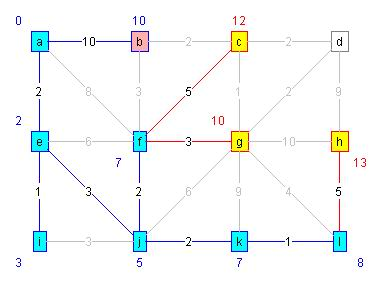 0 10 12
a 10 b 2 c 2 d
2 8 3 5 1 2 9
2 10
e 6 f 3 g 10 h
7 13
1 3 2 6 9 4 5
i 3 j 2 k 1 l
3 5 7 8